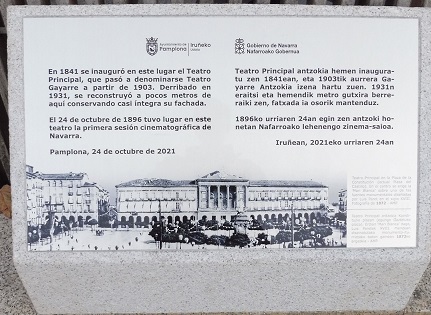 Ayuntamiento de
Pamplona
Iruñeko
Udala
Gobierno de Navarra
Nafarroako Gobernua
En 1841 se inauguró en este lugar el Teatro
Principal, que pasó a denominarse Teatro
Gayarre a partir de 1903. Derribado en
1931, se reconstruyó a pocos metros de
aquí conservando casi íntegra su fachada.
El 24 de octubre de 1896 tuvo lugar en este
teatro la primera sesión cinematográfica de
Navarra.
Pamplona, 24 de octubre de 2021
Teatro Principal antzokia hemen inaugura-
tu zen 1841ean, eta 1903tik aurrera Ga-
yarre Antzokia izena hartu zuen. 1931n
eraitsi eta hemendik metro gutxira berre-
raiki zen, fatxada ia osorik mantenduz.
1896ko urriaren 24an egin zen antzoki ho-
netan Nafarroako lehenengo zinema-saioa.
Iruñean, 2021eko urriaren 24an